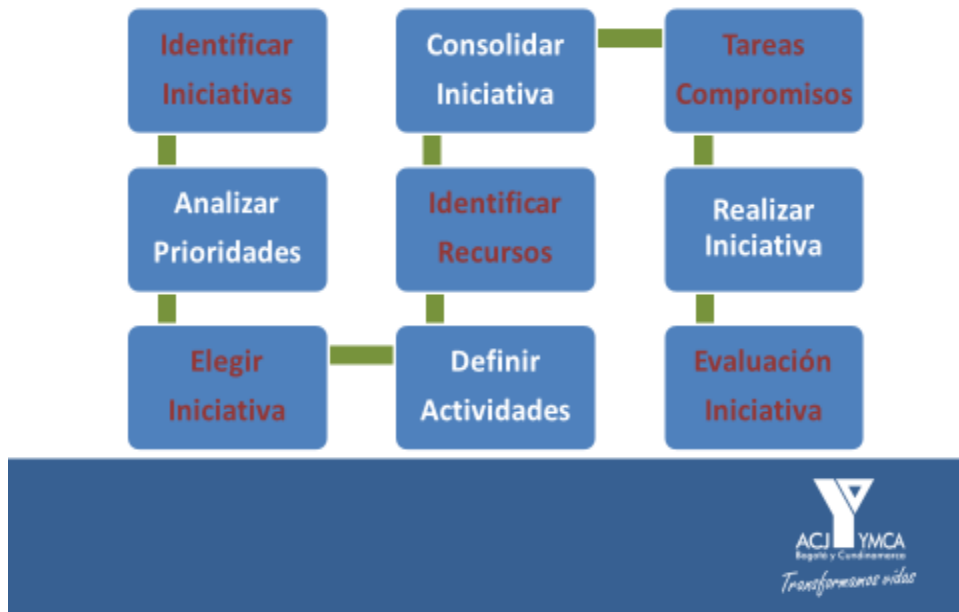 Identificar
Iniciativas
Analizar
Prioridades
Elegir
Iniciativa
Definir
Actividades
Identificar
Recursos
Consolidar
Iniciativa
Tareas
Compromisos
Realizar
Iniciativa
Evaluación
Iniciativa
ACJ YMCA
Bogotá y Cundinamarca
Transformamos vidas